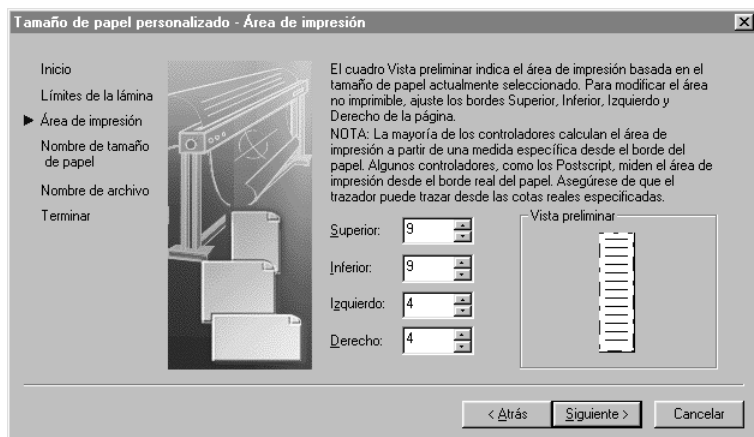 Tamaño de papel personalizado - Área de impresión
Inicio
Límites de la lámina
Área de impresión
Nombre de tamaño
de papel
Nombre de archivo
Terminar
El cuadro Vista preliminar indica el área de impresión basada en el
tamaño de papel actualmente seleccionado. Para modificar el área
no imprimible, ajuste los bordes Superior, Inferior, Izquierdo y
Derecho de la página.
NOTA: La mayoría de los controladores calculan el área de
impresión a partir de una medida específica desde el borde del
papel. Algunos controladores, como los Postscript, miden el área de
impresión desde el borde real del papel. Asegúrese de que el
trazador puede trazar desde las cotas reales especificadas.
Superior: 9
Inferior: 9
Izquierdo: 4
Derecho: 4
Vista preliminar
< Atrás
Siguiente >
Cancelar